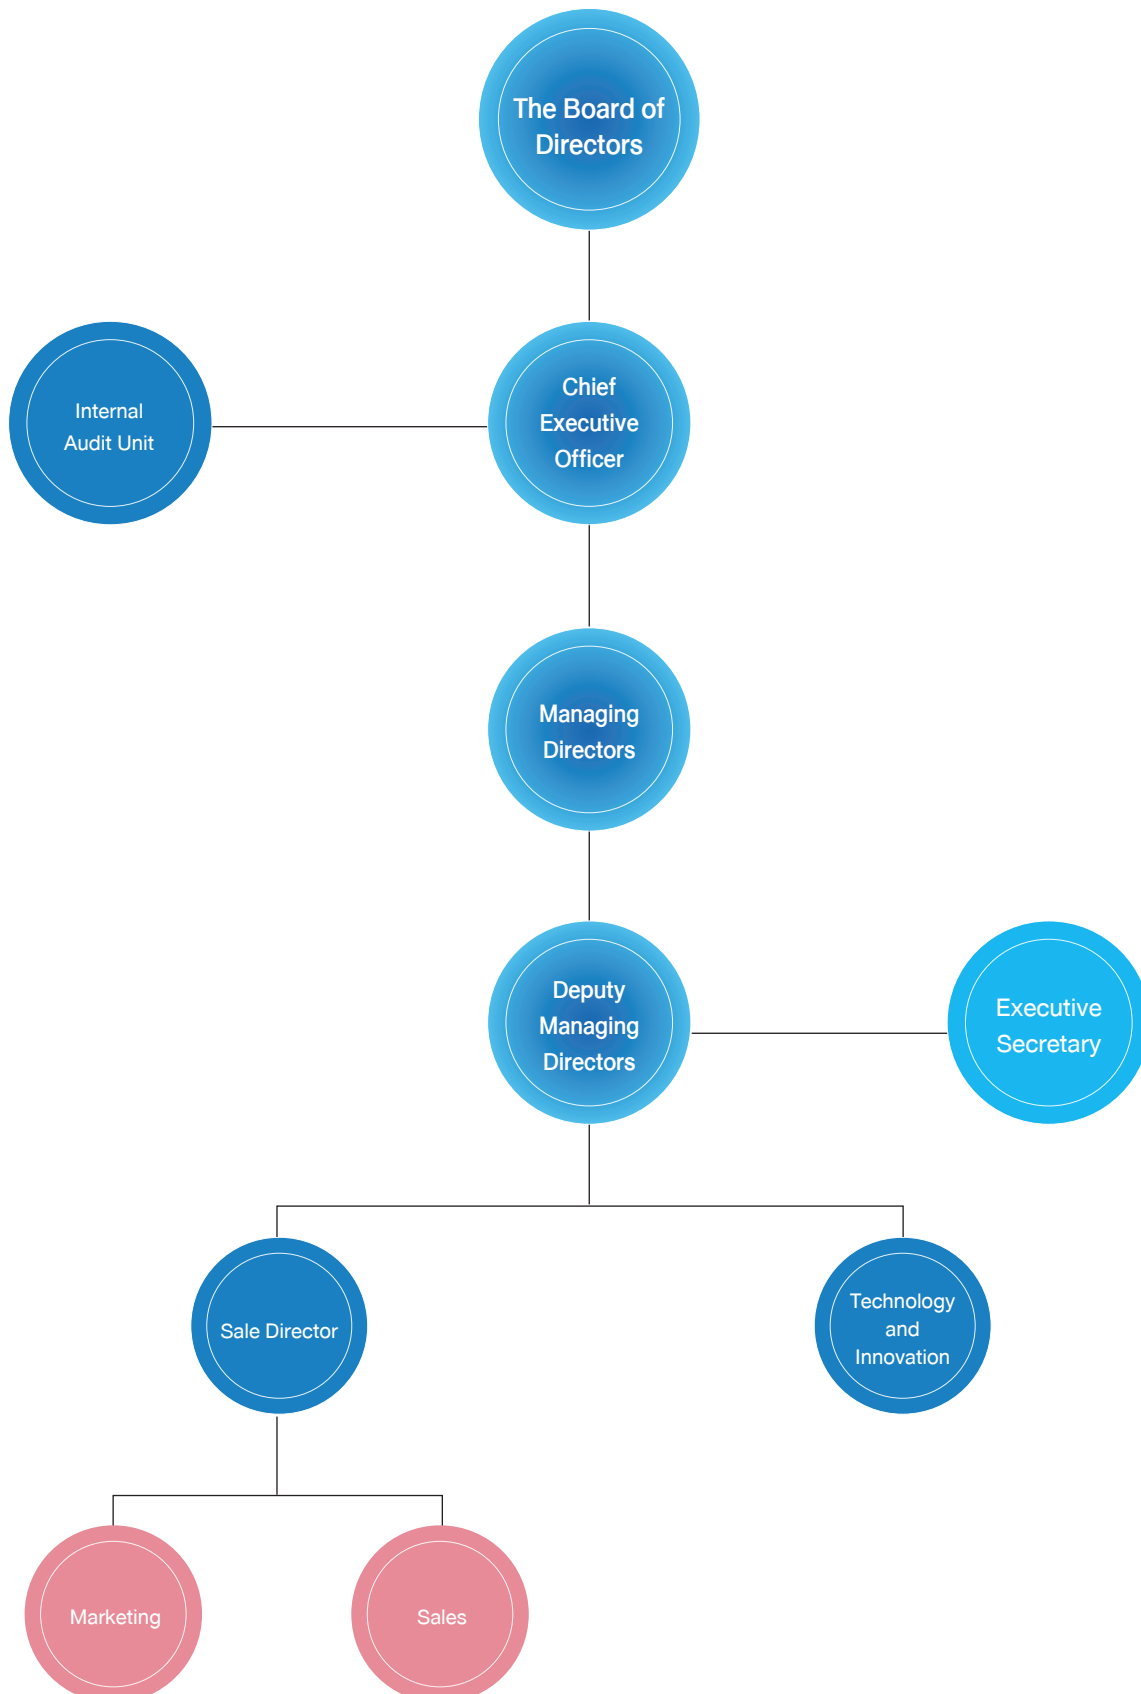 The Board of
Directors
Internal
Audit Unit
Chief
Executive
Officer
Managing
Directors
Deputy
Managing
Directors
Executive
Secretary
Sale Director
Technology
and
Innovation
Marketing
Sales